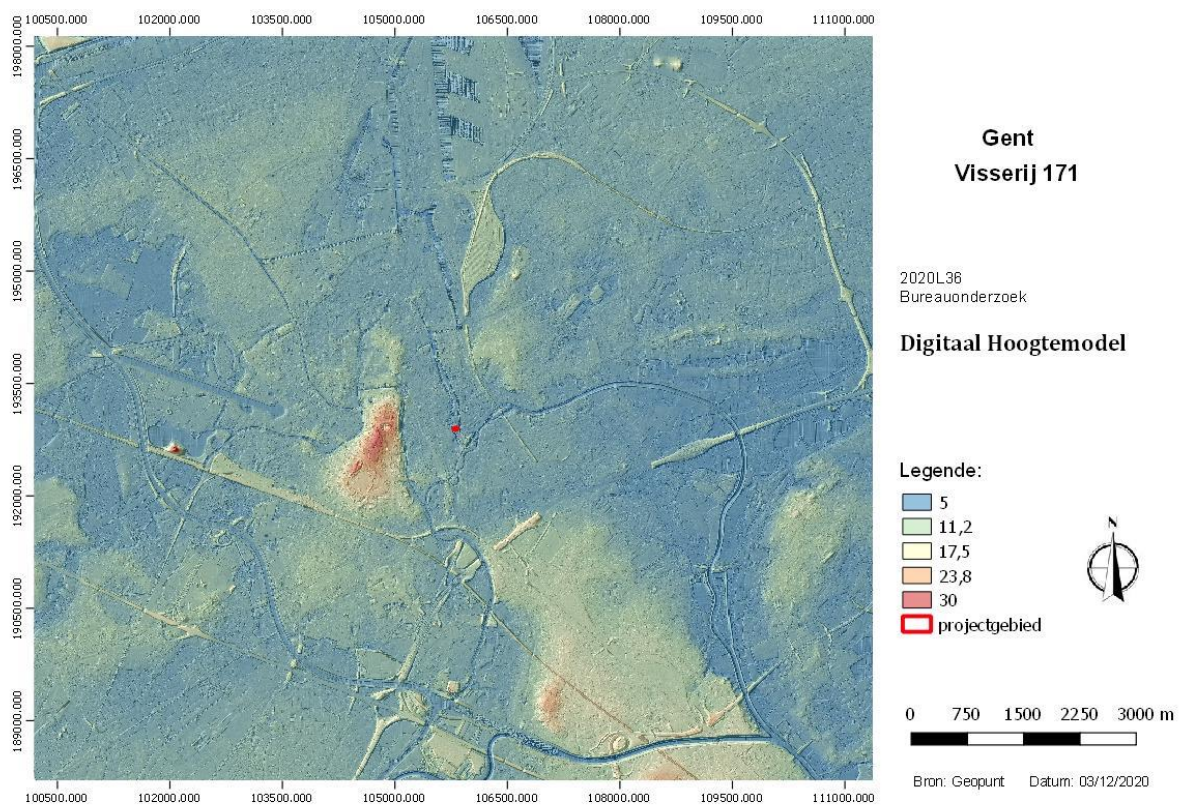 100500.000 102000.000 103500.000 105000.000 106500.000 108000.000 109500.000 111000.000
198000.000
196500.000
195000.000
193500.000
192000.000
190500.000
189000.000
100500.000 102000.000 103500.000 105000.000 106500.000 108000.000 109500.000 111000.000
Gent
Visserij 171
2020L36
Bureauonderzoek
Digitaal Hoogtemodel
Legende:
5
11,2
17,5
23,8
30
projectgebied
N
0 750 1500 2250 3000 m
Bron: Geopunt Datum: 03/12/2020